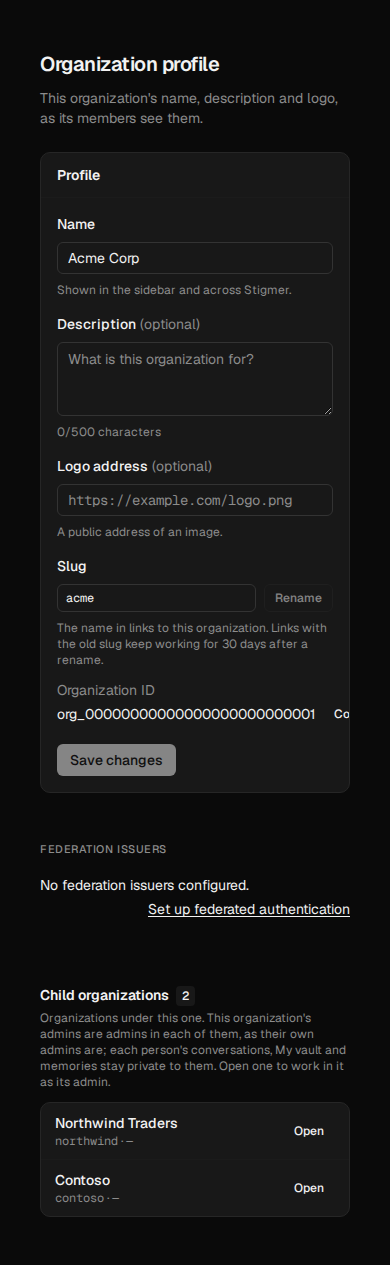 Organization profile
This organization's name, description and logo,
as its members see them.
Profile
Name
Acme Corp
Shown in the sidebar and across Stigmer.
Description (optional)
What is this organization for?
0/500 characters
Logo address (optional)
https://example.com/logo.png
A public address of an image.
Slug
acme
Rename
The name in links to this organization. Links with
the old slug keep working for 30 days after a
rename.
Organization ID
org_00000000000000000000000001
Co
Save changes
FEDERATION ISSUERS
No federation issuers configured.
Set up federated authentication
Child organizations 2
Organizations under this one. This organization's
admins are admins in each of them, as their own
admins are; each person's conversations, My vault and
memories stay private to them. Open one to work in it
as its admin.
Northwind Traders
northwind·—
Open
Contoso
contoso·—
Open